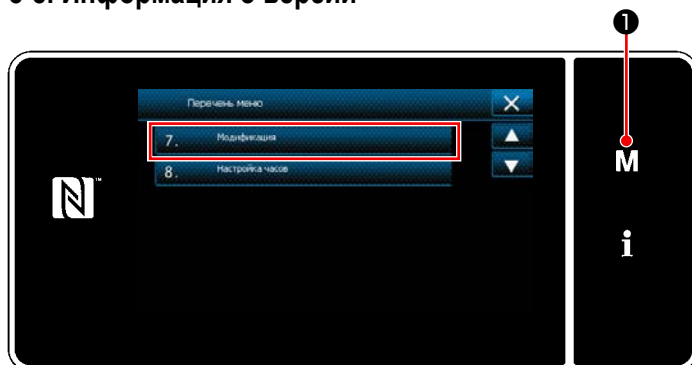 Информация о версии
❶
Перечень меню
7. Модификация
8. Настройка часов
M
i